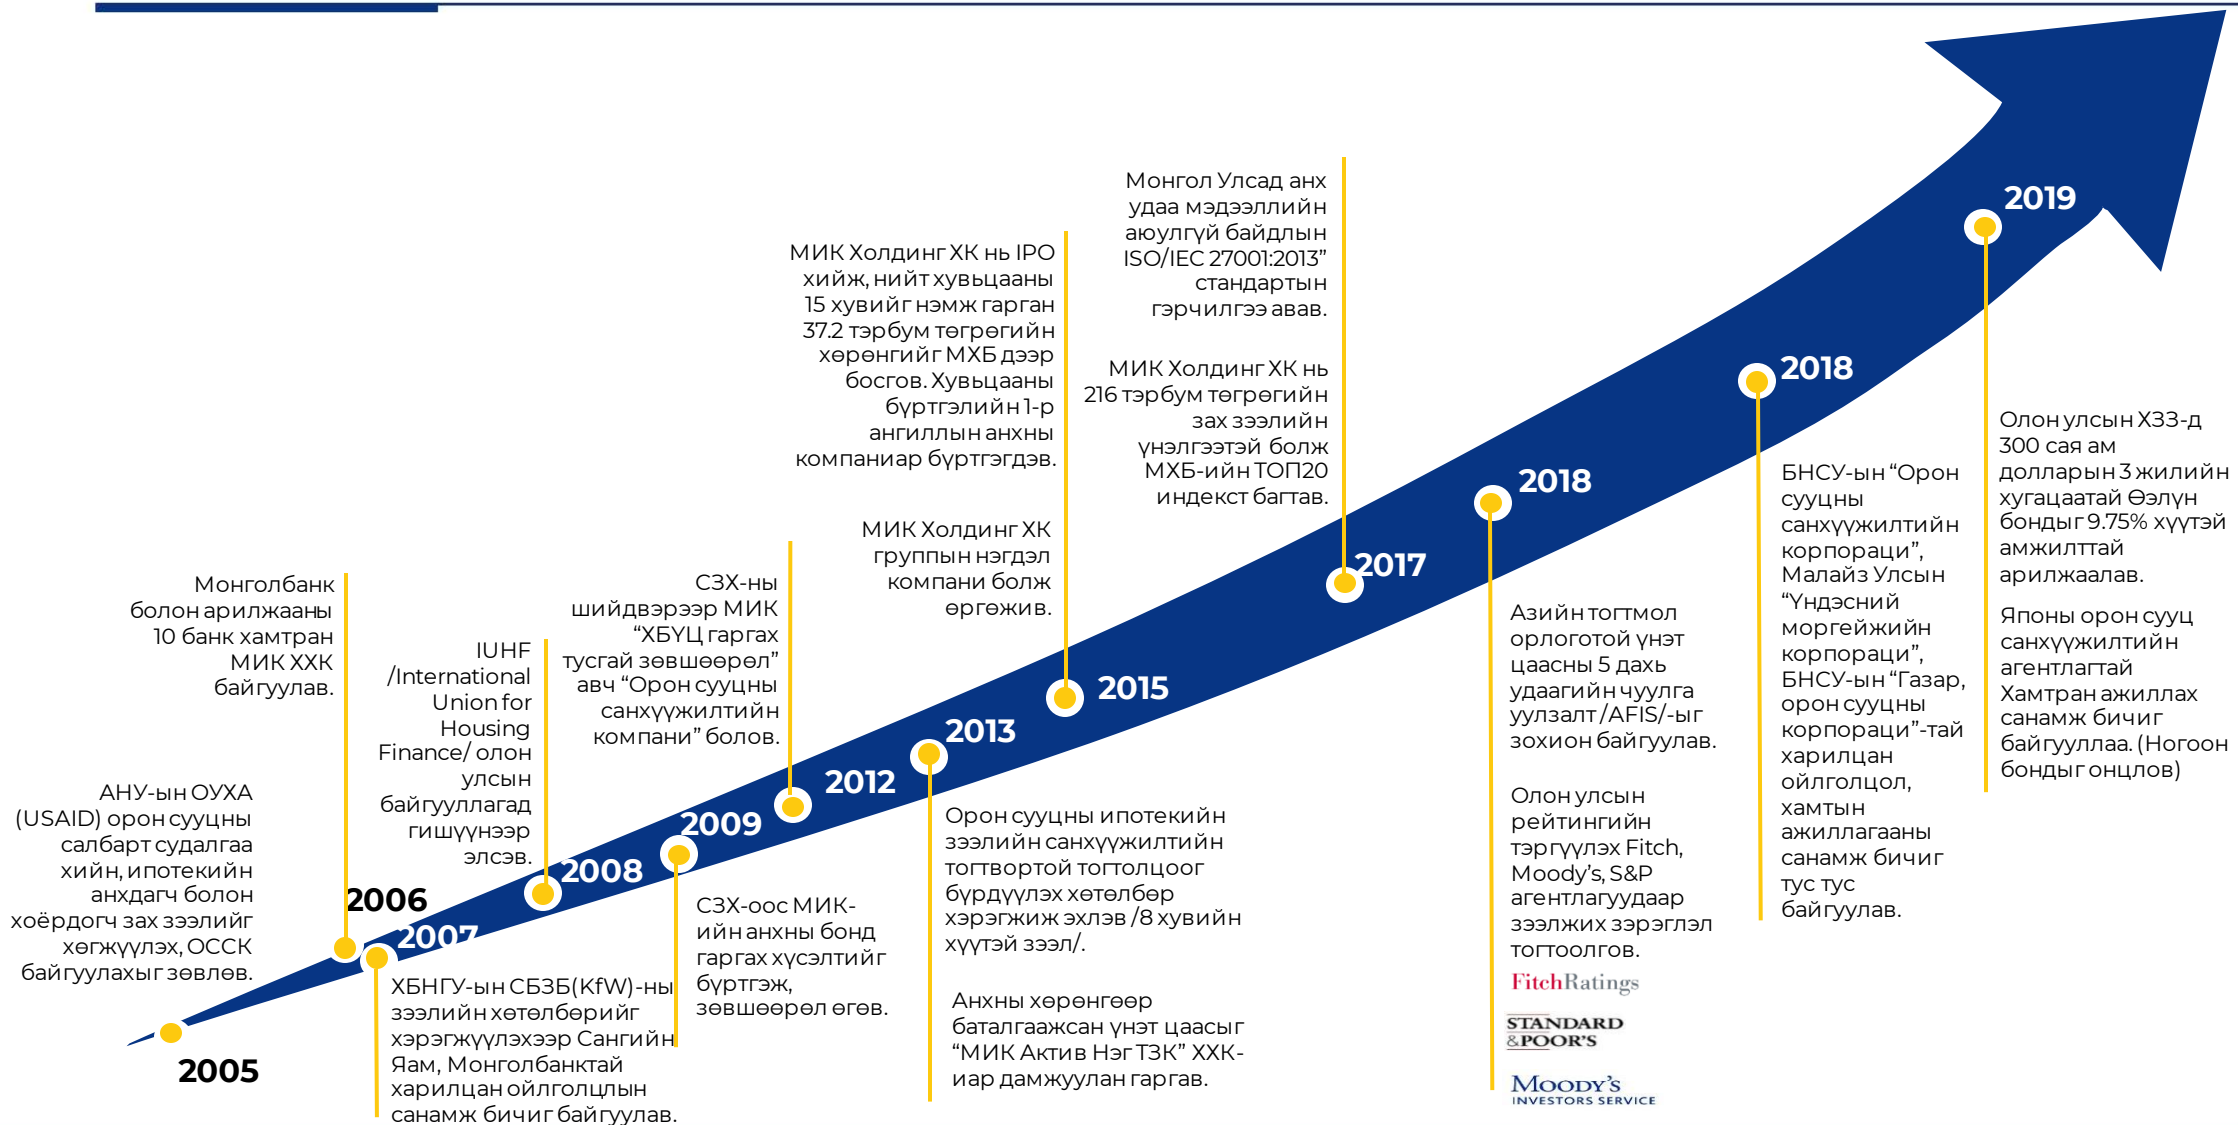 2005
АНУ-ын ОУХА
(USAID) орон сууцны
салбарт судалгаа
хийн, ипотекийн
анхдагч болон
хоёрдогч зах зээлийг
хөгжүүлэх, ОССК
байгуулахыг зөвлөв.
2006
Монголбанк
болон арилжааны
10 банк хамтран
МИК ХХК
байгуулав.
2007
ХБНГУ-ын СБЗБ(KfW)-ны
зээлийн хөтөлбөрийг
хэрэгжүүлэхээр Сангийн
Яам, Монголбанктай
харилцан ойлголцлын
санамж бичиг байгуулав.
2008
IUHF
/International
Union for
Housing
Finance/ олон
улсын
байгууллагад
гишүүнээр
элсэв.
2009
СЗХ-оос МИК-
ийн анхны бонд
гаргах хүсэлтийг
бүртгэж,
зөвшөөрөл өгөв.
2012
СЗХ-ны
шийдвэрээр МИК
“ХБҮЦ гаргах
тусгай зөвшөөрөл”
авч “Орон сууцны
санхүүжилтийн
компани” болов.
2013
Орон сууцны ипотекийн
зээлийн санхүүжилтийн
тогтвортой тогтолцоог
бүрдүүлэх хөтөлбөр
хэрэгжиж эхлэв /8 хувийн
хүүтэй зээл/.
Анхны хөрөнгөөр
баталгаажсан үнэт цаасыг
“МИК Актив Нэг ТЗК” ХХК-
иар дамжуулан гаргав.
2015
МИК Холдинг ХК нь IPO
хийж, нийт хувьцааны
15 хувийг нэмж гарган
37.2 тэрбум төгрөгийн
хөрөнгийг МХБ дээр
босгов. Хувьцааны
бүртгэлийн 1-р
ангиллын анхны
компаниар бүртгэгдэв.
МИК Холдинг ХК
группын нэгдэл
компани болж
өргөжив.
2017
Монгол Улсад анх
удаа мэдээллийн
аюулгүй байдлын
ISO/IEC 27001:2013”
стандартын
гэрчилгээ авав.
МИК Холдинг ХК нь
216 тэрбум төгрөгийн
зах зээлийн
үнэлгээтэй болж
МХБ-ийн ТОП20
индекст багтав.
2018
Азийн тогтмол
орлоготой үнэт
цаасны 5 дахь
удаагийн чуулга
уулзалт /AFIS/-ыг
зохион байгуулав.
Олон улсын
рейтингийн
тэргүүлэх Fitch,
Moody’s, S&P
агентлагуудаар
зээлжих зэрэглэл
тогтоолгов.
FitchRatings
STANDARD
&POOR'S
MOODY’S
INVESTORS SERVICE
2018
БНСУ-ын “Орон
сууцны
санхүүжилтийн
корпораци”,
Малайз Улсын
“Үндэсний
моргейжийн
корпораци”,
БНСУ-ын “Газар,
орон сууцны
корпораци”-тай
харилцан
ойлголцол,
хамтын
ажиллагааны
санамж бичиг
тус тус
байгуулав.
2019
Олон улсын ХЗЗ-д
300 сая ам
долларын 3 жилийн
хугацаатай Өэлүн
бондыг 9.75% хүүтэй
амжилттай
арилжаалав.
Японы орон сууц
санхүүжилтийн
агентлагтай
Хамтран ажиллах
санамж бичиг
байгууллаа. (Ногоон
бондыг онцлов)